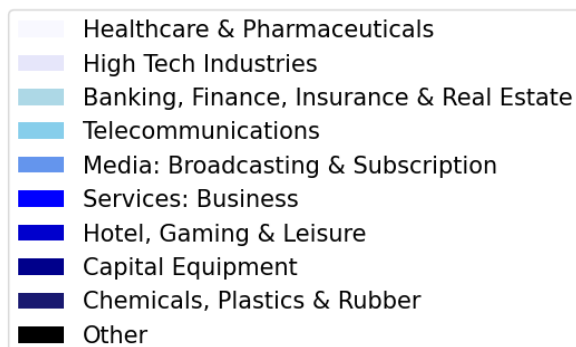 Healthcare & Pharmaceuticals
High Tech Industries
Banking, Finance, Insurance & Real Estate
Telecommunications
Media: Broadcasting & Subscription
Services: Business
Hotel, Gaming & Leisure
Capital Equipment
Chemicals, Plastics & Rubber
Other